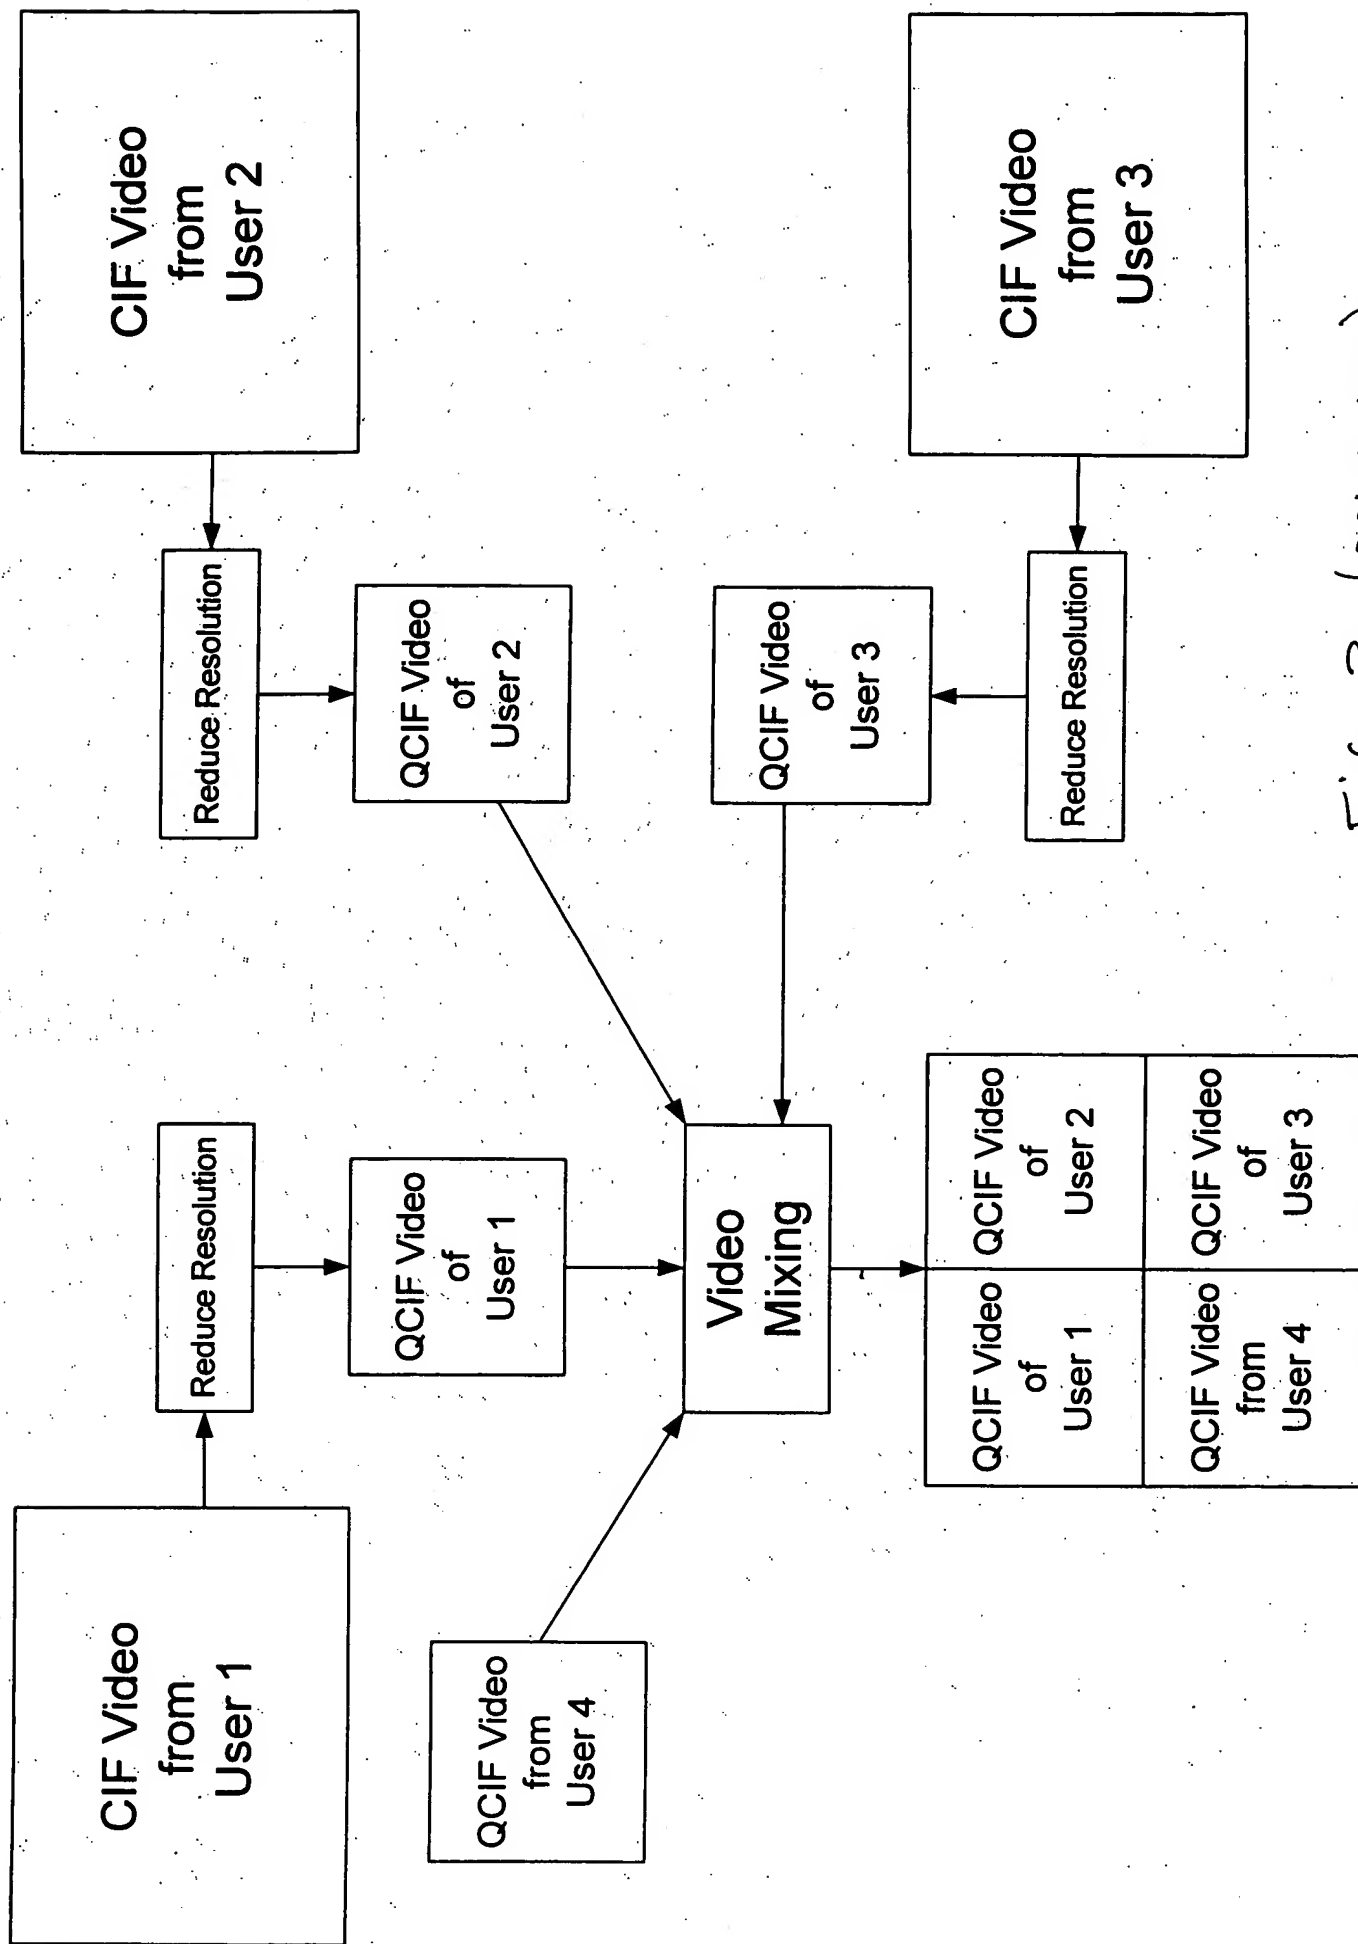 CIF Video
from
User 1
Reduce Resolution
Reduce Resolution
CIF Video
from
User 2
QCIF Video
of
User 1
QCIF Video
of
User 2
QCIF Video
from
User 4
Video
Mixing
QCIF Video
of
User 3
CIF Video
from
User 3
Reduce Resolution
QCIF Video
of
User 1
QCIF Video
of
User 2
QCIF Video
from
User 4
QCIF Video
of
User 3